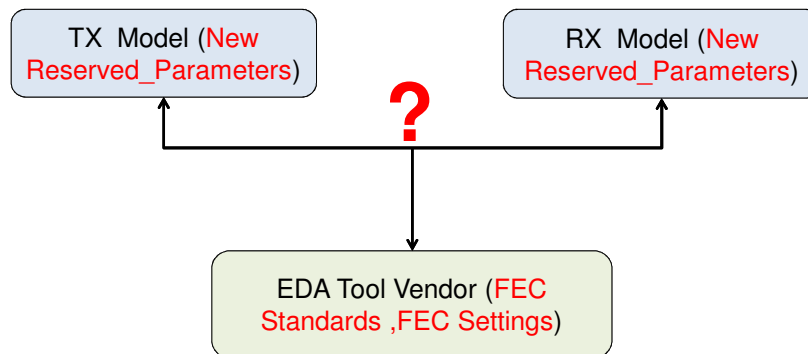 TX Model (New
Reserved_Parameters)
RX Model (New
Reserved_Parameters)
?
EDA Tool Vendor (FEC
Standards ,FEC Settings)